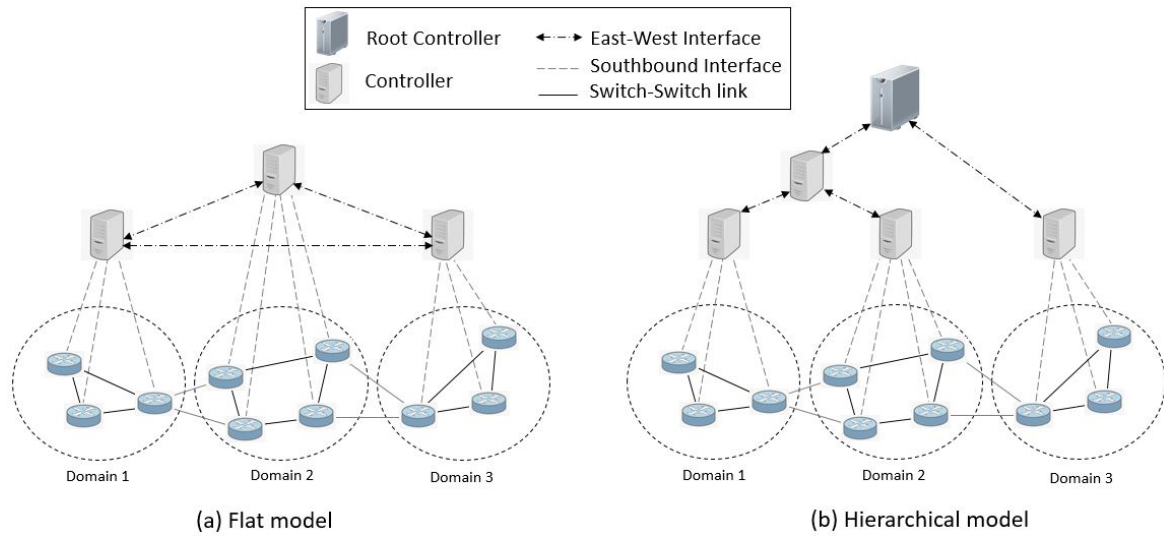 Root Controller
East-West Interface
Controller
Southbound Interface
Switch-Switch link
Domain 1
Domain 2
Domain 3
Domain 1
Domain 2
Domain 3
(a) Flat model
(b) Hierarchical model